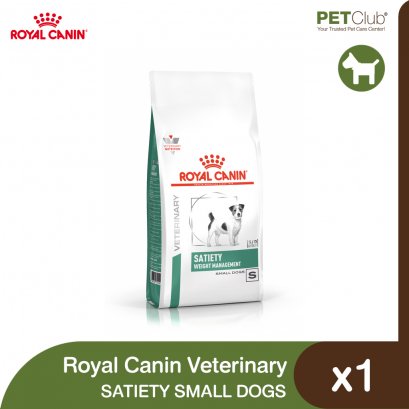 ROYAL CANIN
PETClub
Your Trusted Pet Care Center!
VETERINARY
ROYAL CANIN
SATIETY
WEIGHT MANAGEMENT
SMALL DOGS
S
Royal Canin Veterinary
SATIETY SMALL DOGS
x1